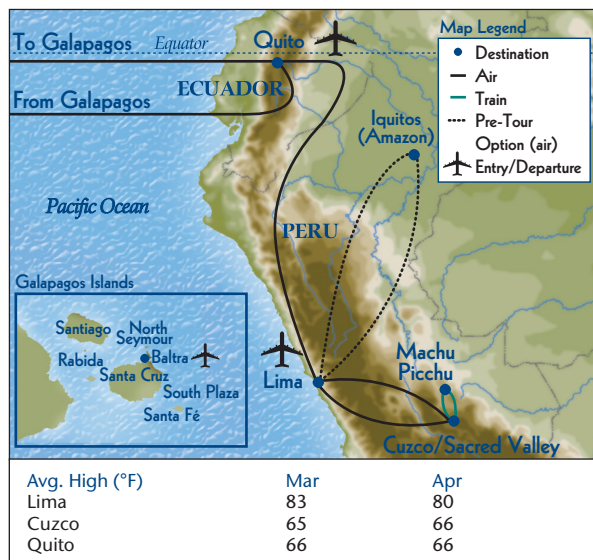 To Galapagos
Equator
Quito
ECUADOR
From Galapagos
Iquitos
(Amazon)
Pacific Ocean
PERU
Map Legend
Destination
Air
Train
Pre-Tour
Option (air)
Entry/Departure
Galapagos Islands
Santiago
North
Seymour
Baltra
Rabida
Santa Cruz
South Plaza
Santa Fé
Lima
Machu
Picchu
Cuzco/Sacred Valley
Avg. High (°F) Mar Apr
Lima 83 80
Cuzco 65 66
Quito 66 66